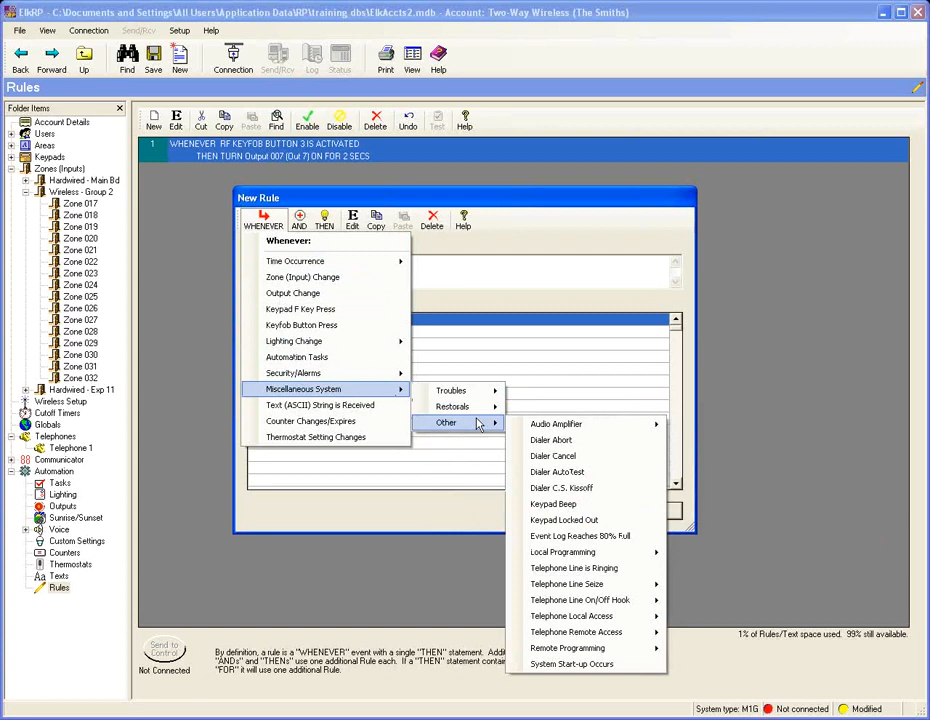 ElkRP - C:\Documents and Settings\All Users\Application Data\RP\training dbs\ElkAccts2.mdb - Account: Two-Way Wireless (The Smiths)
File View Connection Send/Rcv Setup Help
Back Forward Up Find Save New Connection Send/Rcv Log Status Print View Help
Rules
Folder Items
Account Details
Users
Areas
Keypads
Zones (Inputs)
Hardwired - Main Bd
Wireless - Group 2
Zone 017
Zone 018
Zone 019
Zone 020
Zone 021
Zone 022
Zone 023
Zone 024
Zone 025
Zone 026
Zone 027
Zone 028
Zone 029
Zone 030
Zone 031
Zone 032
Hardwired - Exp 11
Wireless Setup
Cutoff Timers
Globals
Telephones
Telephone 1
Communicator
Automation
Tasks
Lighting
Outputs
Sunrise/Sunset
Voice
Custom Settings
Counters
Thermostats
Texts
Rules
New Edit Cut Copy Paste Find Enable Disable Delete Undo Test Help
1 WHENEVER RF KEYFOB BUTTON 3 IS ACTIVATED
THEN TURN Output 007 (Out 7) ON FOR 2 SECS
New Rule
WHENEVER AND THEN Edit Copy Paste Delete Help
Whenever:
Time Occurrence
Zone (Input) Change
Output Change
Keypad F Key Press
Keyfob Button Press
Lighting Change
Automation Tasks
Security/Alarms
Miscellaneous System
Text (ASCII) String is Received
Counter Changes/Expires
Thermostat Setting Changes
Troubles
Restorals
Other
Audio Amplifier
Dialer Abort
Dialer Cancel
Dialer AutoTest
Dialer C.S. Kissoff
Keypad Beep
Keypad Locked Out
Event Log Reaches 80% Full
Local Programming
Telephone Line is Ringing
Telephone Line Seize
Telephone Line On/Off Hook
Telephone Local Access
Telephone Remote Access
Remote Programming
System Start-up Occurs
1% of Rules/Text space used. 99% still available.
Send to
Control
Not Connected
By definition, a rule is a "WHENEVER" event with a single "THEN" statement.
"ANDs" and "THENs" use one additional Rule each. If a "THEN" statement
"FOR" it will use one additional Rule.
System type: M1G Not connected Modified